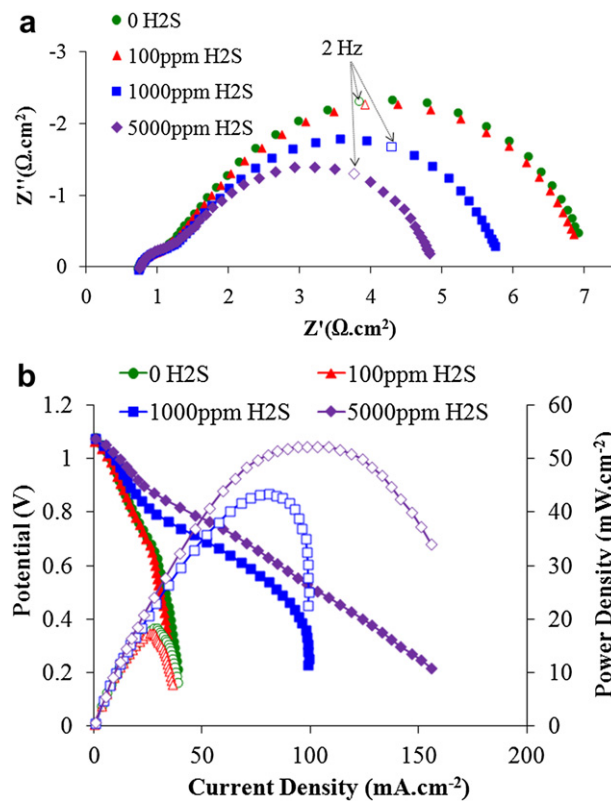 a
0 H2S
100ppm H2S
1000ppm H2S
5000ppm H2S
2 Hz
Z''(Ω.cm²)
-3
-2
-1
0
0 1 2 3 4 5 6 7
Z'(Ω.cm²)
b
0 H2S 100ppm H2S
1000ppm H2S 5000ppm H2S
Potential (V)
1.2
1
0.8
0.6
0.4
0.2
0
60
50
40
30
20
10
0
Power Density (mW.cm⁻²)
0 50 100 150 200
Current Density (mA.cm⁻²)